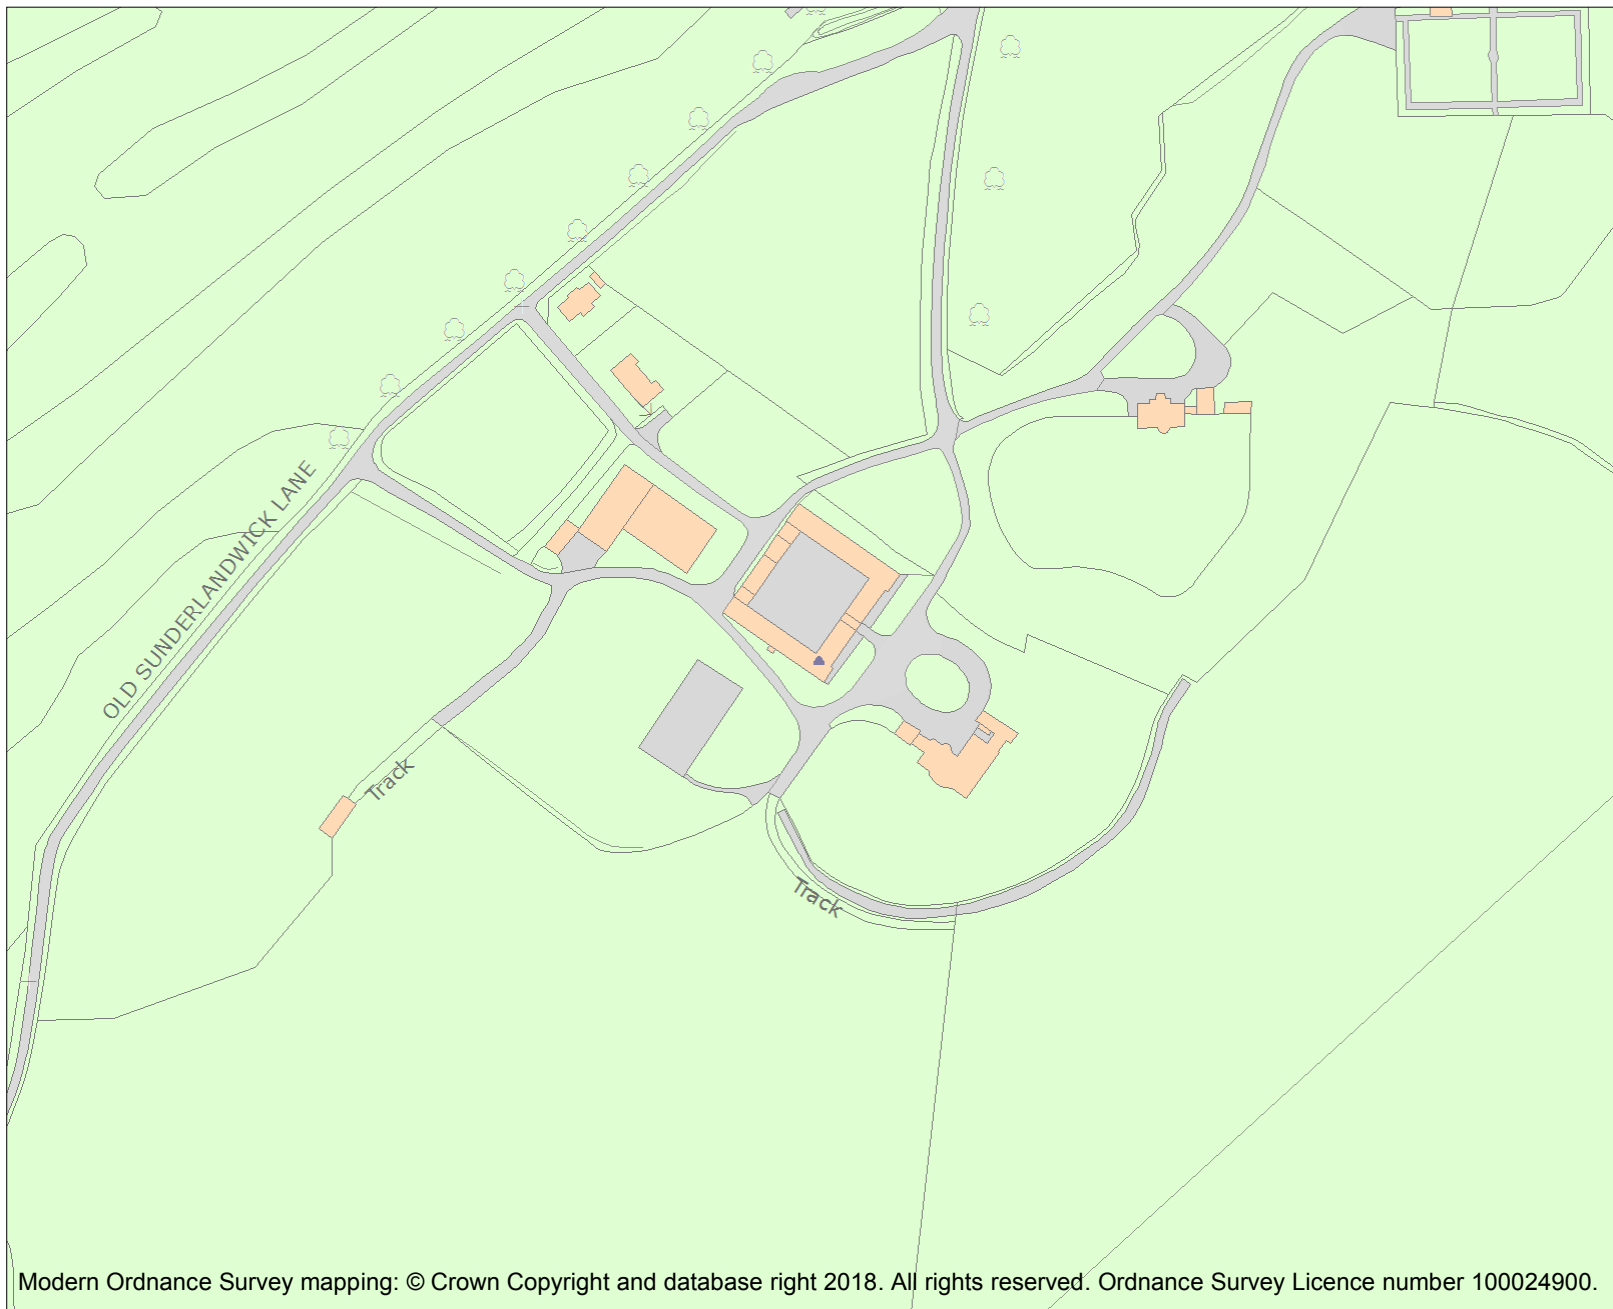 OLD SUNDERLANDWICK LANE
Track
Track
Modern Ordnance Survey mapping: © Crown Copyright and database right 2018. All rights reserved. Ordnance Survey Licence number 100024900.